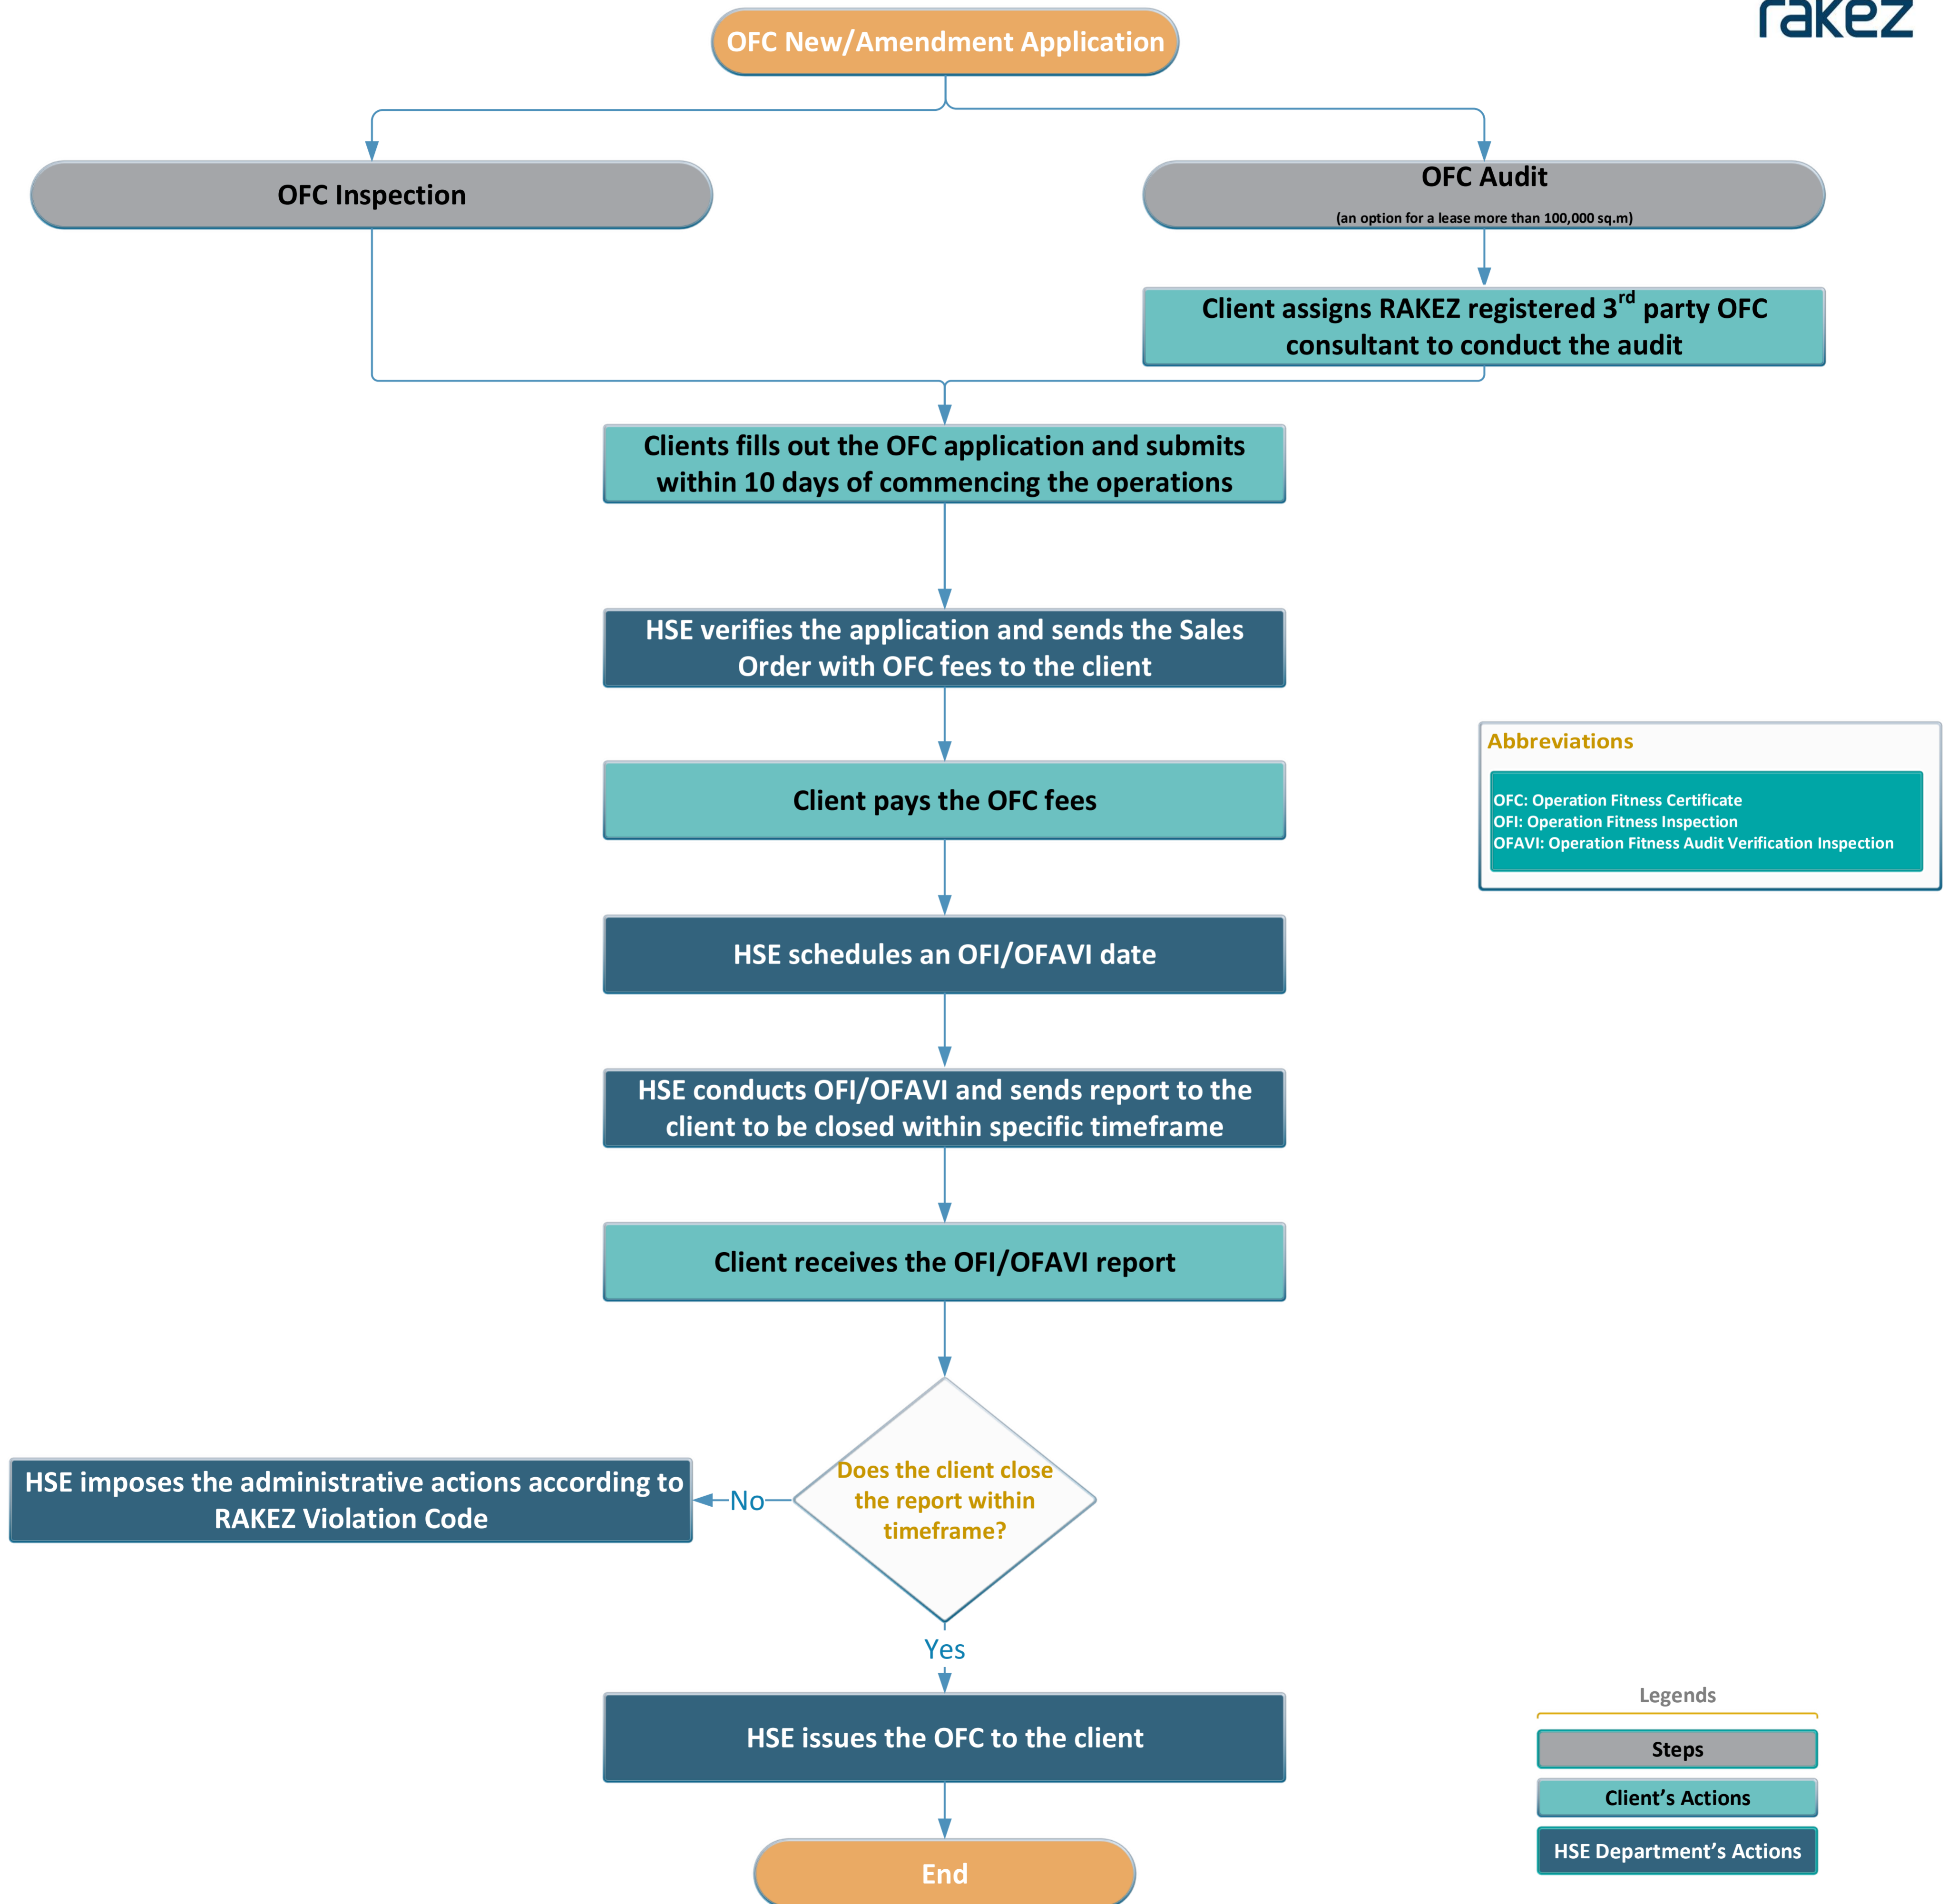 rakez
OFC New/Amendment Application
OFC Inspection
OFC Audit
(an option for a lease more than 100,000 sq.m)
Client assigns RAKEZ registered 3rd party OFC
consultant to conduct the audit
Clients fills out the OFC application and submits
within 10 days of commencing the operations
HSE verifies the application and sends the Sales
Order with OFC fees to the client
Abbreviations
OFC: Operation Fitness Certificate
OFI: Operation Fitness Inspection
OFAVI: Operation Fitness Audit Verification Inspection
Client pays the OFC fees
HSE schedules an OFI/OFAVI date
HSE conducts OFI/OFAVI and sends report to the
client to be closed within specific timeframe
Client receives the OFI/OFAVI report
Does the client close
the report within
timeframe?
No
HSE imposes the administrative actions according to
RAKEZ Violation Code
Yes
HSE issues the OFC to the client
End
Legends
Steps
Client’s Actions
HSE Department’s Actions